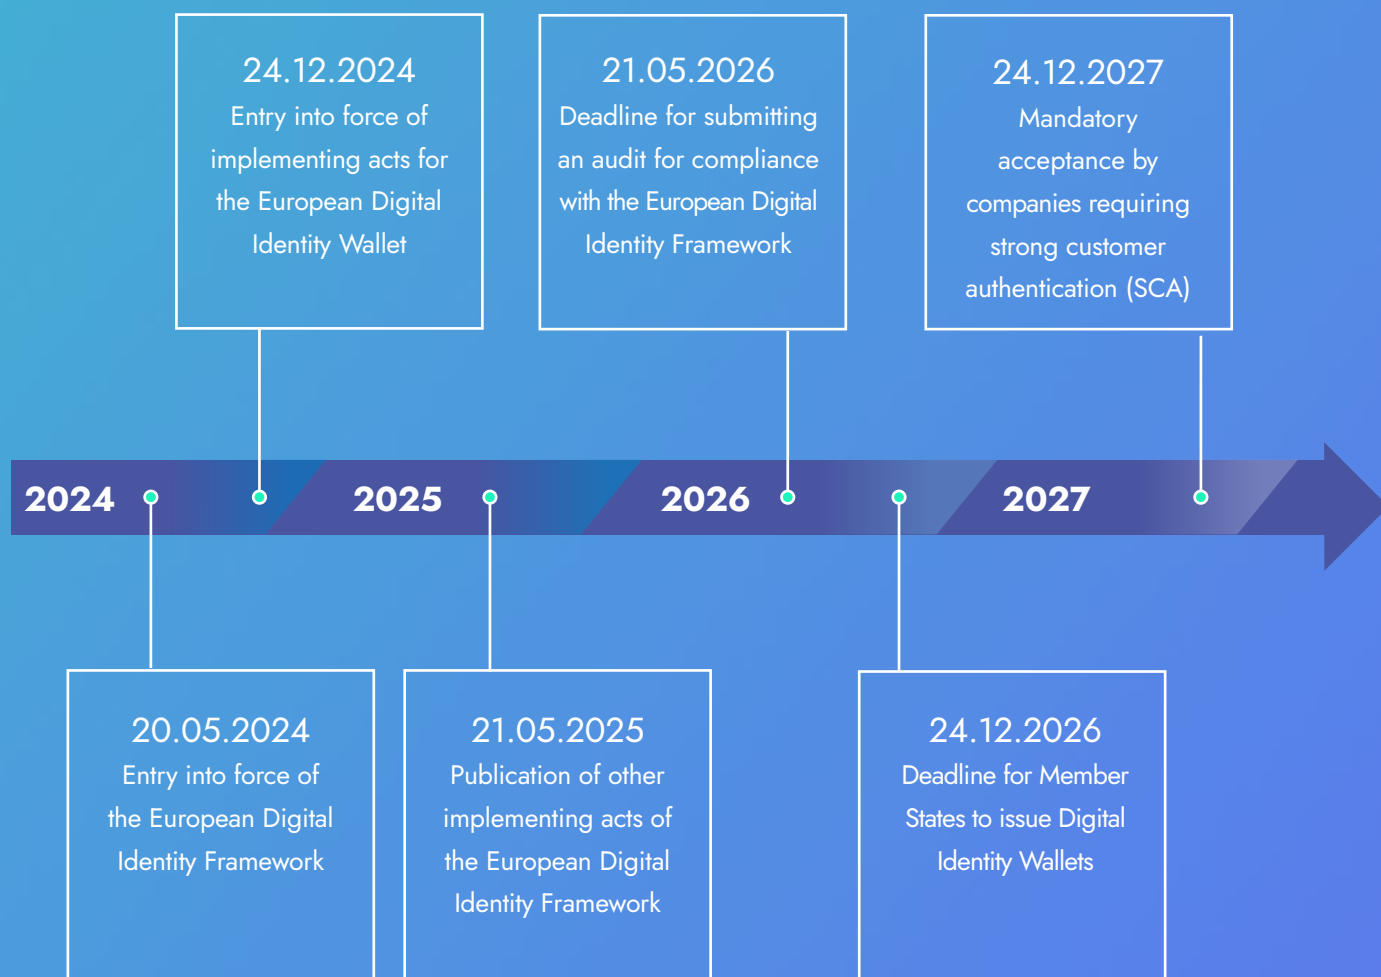 24.12.2024
Entry into force of
implementing acts for
the European Digital
Identity Wallet
21.05.2026
Deadline for submitting
an audit for compliance
with the European Digital
Identity Framework
24.12.2027
Mandatory
acceptance by
companies requiring
strong customer
authentication (SCA)
2024
2025
2026
2027
20.05.2024
Entry into force of
the European Digital
Identity Framework
21.05.2025
Publication of other
implementing acts of
the European Digital
Identity Framework
24.12.2026
Deadline for Member
States to issue Digital
Identity Wallets